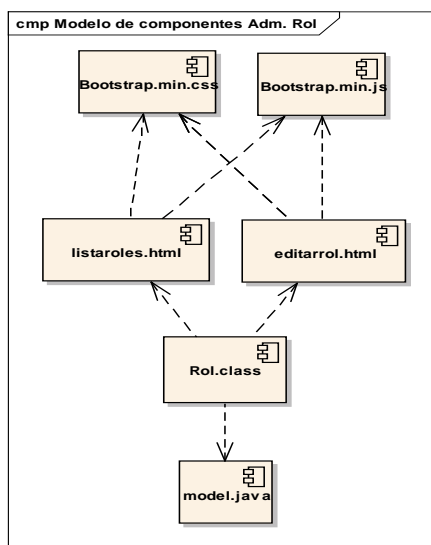 cmp Modelo de componentes Adm. Rol
Bootstrap.min.css
Bootstrap.min.js
listaroles.html
editarrol.html
Rol.class
model.java